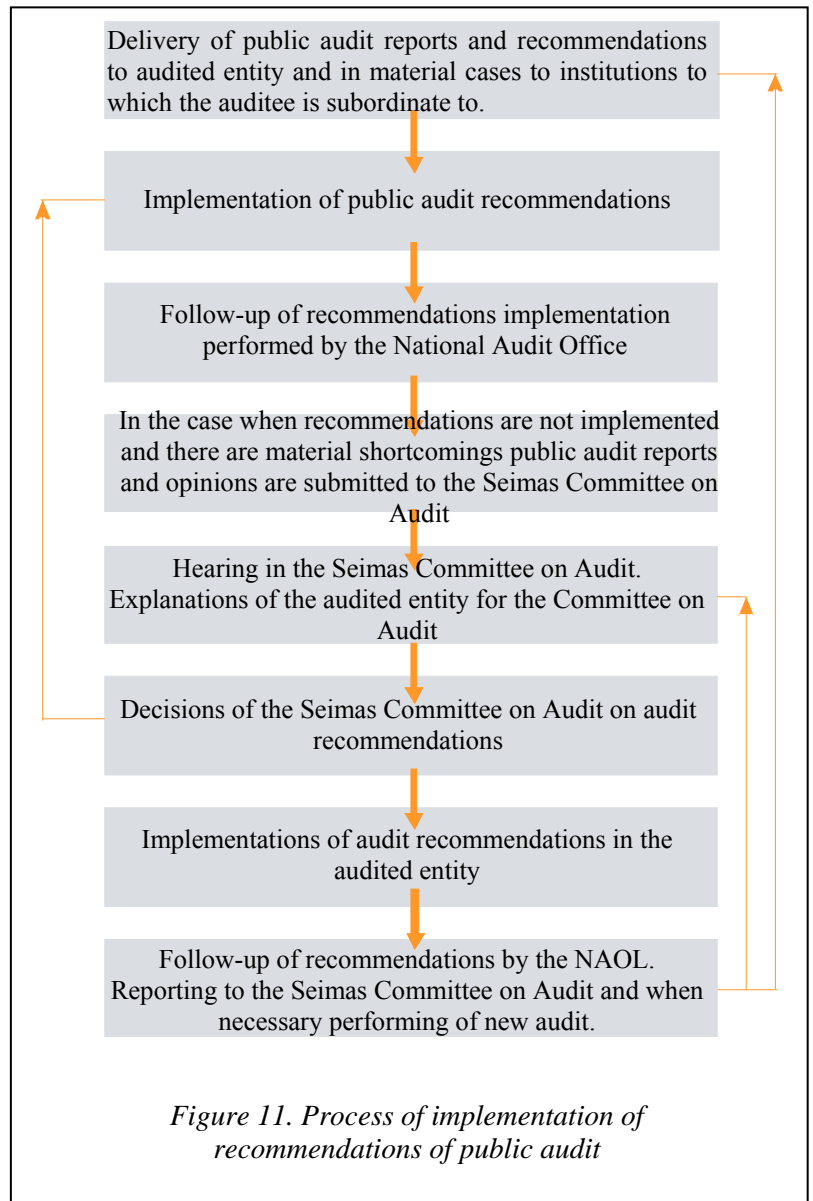 Delivery of public audit reports and recommendations
to audited entity and in material cases to institutions to
which the auditee is subordinate to.
Implementation of public audit recommendations
Follow-up of recommendations implementation
performed by the National Audit Office
In the case when recommendations are not implemented
and there are material shortcomings public audit reports
and opinions are submitted to the Seimas Committee on
Audit
Hearing in the Seimas Committee on Audit.
Explanations of the audited entity for the Committee on
Audit
Decisions of the Seimas Committee on Audit on audit
recommendations
Implementations of audit recommendations in the
audited entity
Follow-up of recommendations by the NAOL.
Reporting to the Seimas Committee on Audit and when
necessary performing of new audit.
Figure 11. Process of implementation of
recommendations of public audit